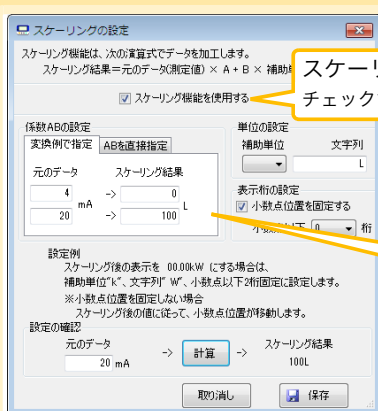 スケーリングの設定
スケーリング機能は、次の演算式でデータを加工します。
スケーリング結果＝元のデータ(測定値) × A + B × 補助
スケーリ
チェック
スケーリング機能を使用する
係数ABの設定
変換例で指定 ABを直接指定
元のデータ スケーリング結果
4 mA -> 0 L
20 -> 100
単位の設定
補助単位 文字列
L
表示桁の設定
小数点位置を固定する
0 桁
設定例
スケーリング後の表示を 00.00kW にする場合は、
補助単位"k"、文字列" W"、小数点以下2桁固定に設定します。
※小数点位置を固定しない場合
スケーリング後の値に従って、小数点位置が移動します。
設定の確認
元のデータ スケーリング結果
20 mA -> 計算 -> 100L
取り消し 保存